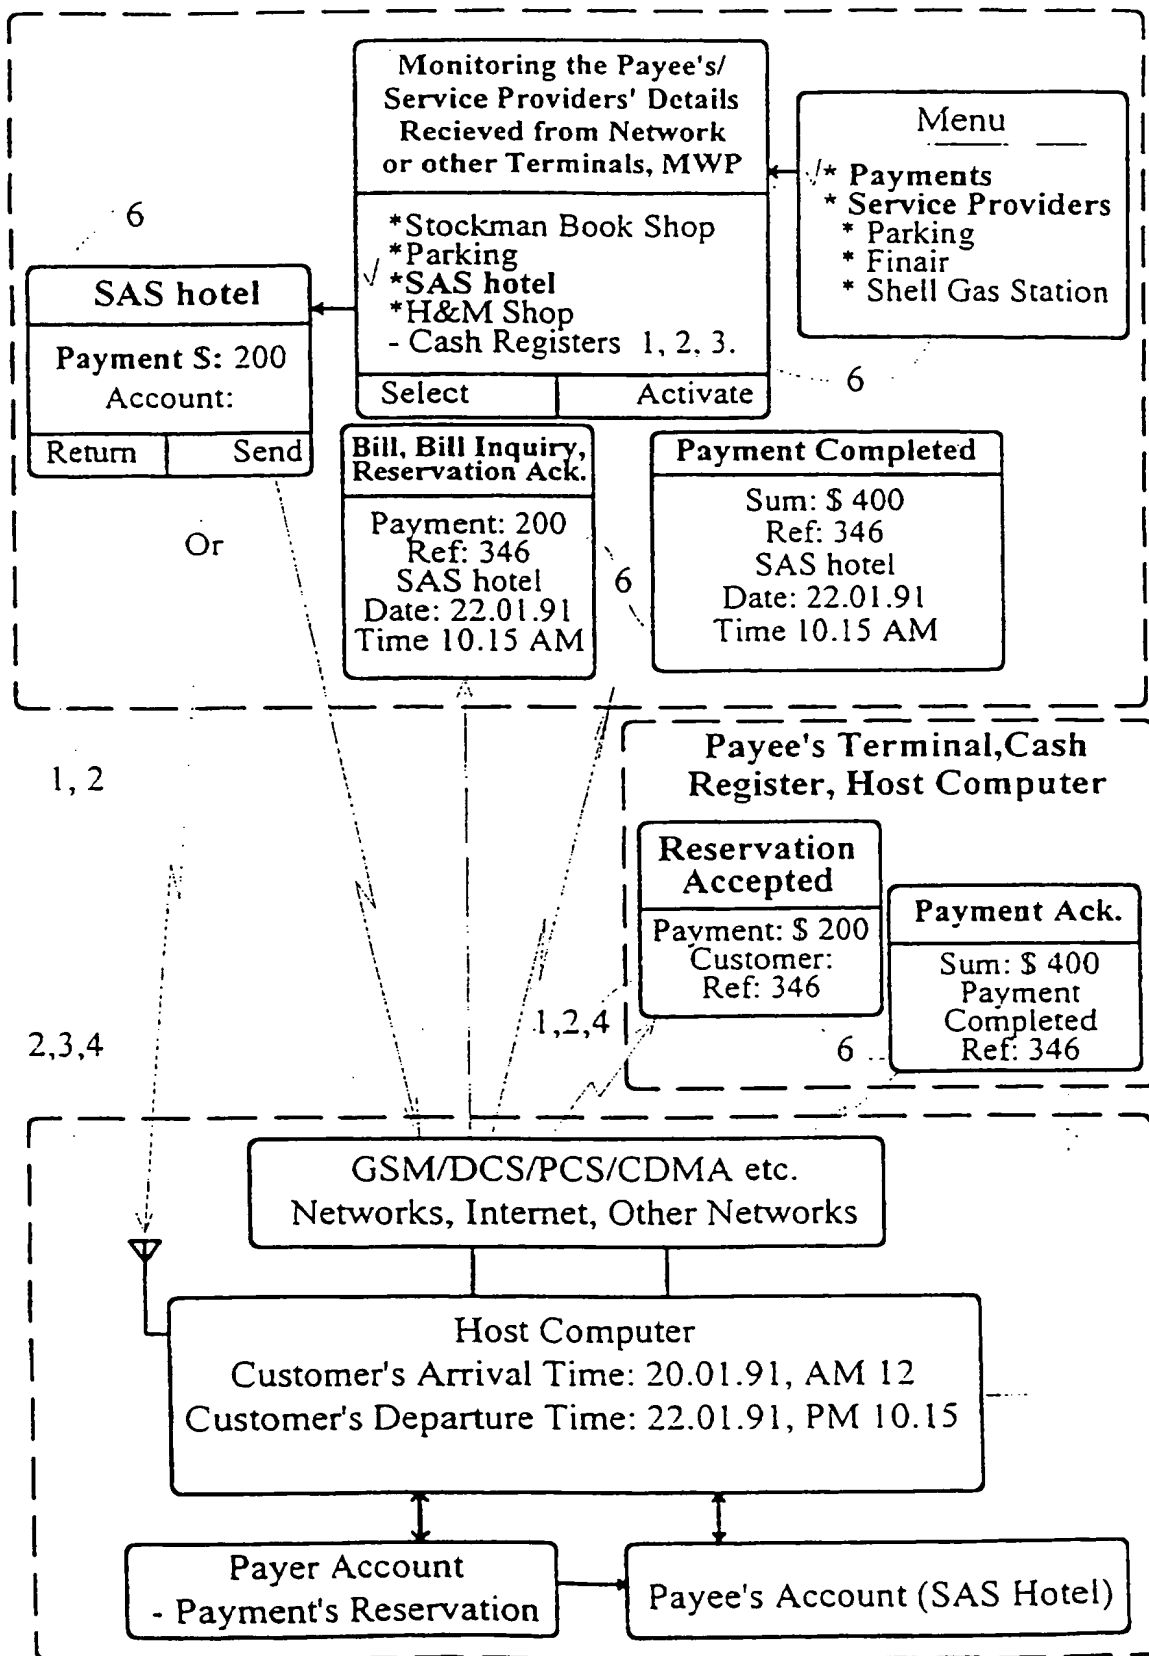 Monitoring the Payee's/
Service Providers' Details
Recieved from Network
or other Terminals, MWP
*Stockman Book Shop
*Parking
√ *SAS hotel
*H&M Shop
- Cash Registers 1, 2, 3.
Select Activate
Menu
√* Payments
* Service Providers
* Parking
* Finair
* Shell Gas Station
6
6
SAS hotel
Payment $: 200
Account:
Return Send
Or
Bill, Bill Inquiry,
Reservation Ack.
Payment: 200
Ref: 346
SAS hotel
Date: 22.01.91
Time 10.15 AM
6
Payment Completed
Sum: $ 400
Ref: 346
SAS hotel
Date: 22.01.91
Time 10.15 AM
1, 2
2,3,4
1,2,4
Payee's Terminal,Cash
Register, Host Computer
Reservation
Accepted
Payment: $ 200
Customer:
Ref: 346
6
Payment Ack.
Sum: $ 400
Payment
Completed
Ref: 346
GSM/DCS/PCS/CDMA etc.
Networks, Internet, Other Networks
Host Computer
Customer's Arrival Time: 20.01.91, AM 12
Customer's Departure Time: 22.01.91, PM 10.15
Payer Account
- Payment's Reservation
Payee's Account (SAS Hotel)